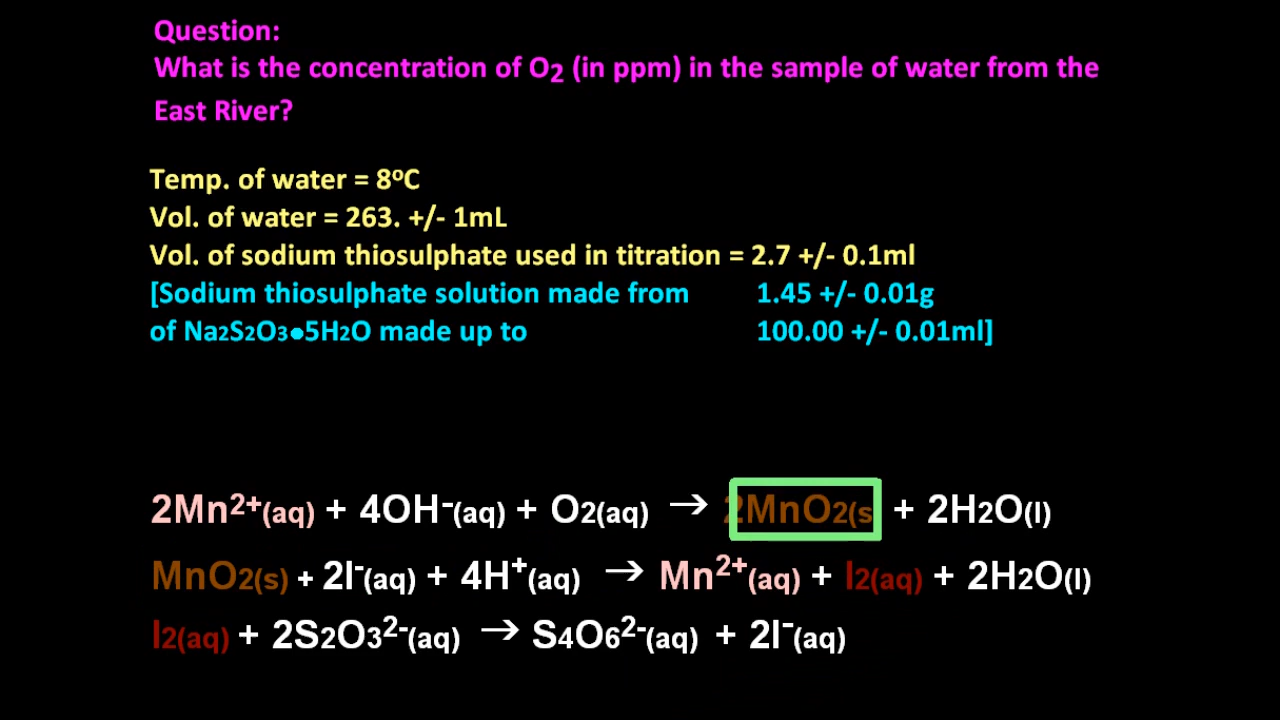 Question:
What is the concentration of O₂ (in ppm) in the sample of water from the
East River?
Temp. of water = 8ºC
Vol. of water = 263. +/- 1mL
Vol. of sodium thiosulphate used in titration = 2.7 +/- 0.1ml
[Sodium thiosulphate solution made from 1.45 +/- 0.01g
of Na₂S₂O₃•5H₂O made up to 100.00 +/- 0.01ml]
2Mn²⁺(aq) + 4OH⁻(aq) + O₂(aq) → 2MnO₂(s + 2H₂O(l)
MnO₂(s) + 2I⁻(aq) + 4H⁺(aq) → Mn²⁺(aq) + I₂(aq) + 2H₂O(l)
I₂(aq) + 2S₂O₃²⁻(aq) → S₄O₆²⁻(aq) + 2I⁻(aq)